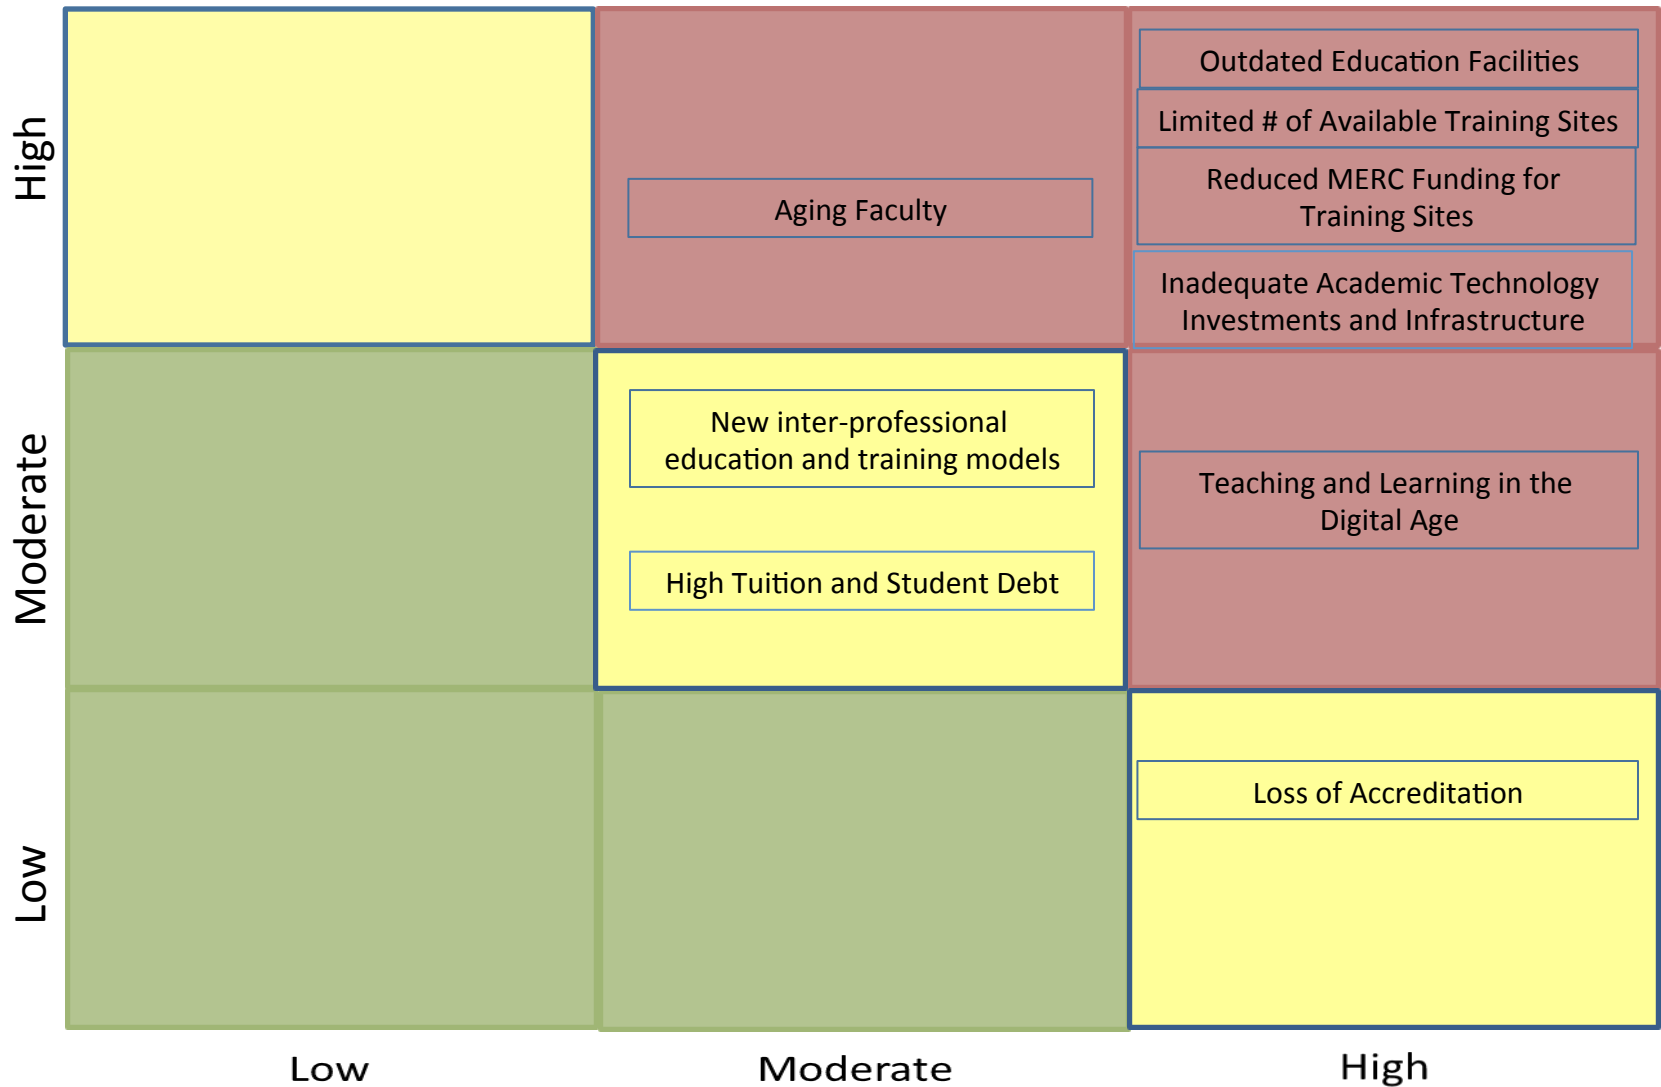 High
Outdated Education Facilities
Limited # of Available Training Sites
Reduced MERC Funding for
Training Sites
Aging Faculty
Inadequate Academic Technology
Investments and Infrastructure
Moderate
New inter-professional
education and training models
Teaching and Learning in the
Digital Age
High Tuition and Student Debt
Low
Loss of Accreditation
Low
Moderate
High